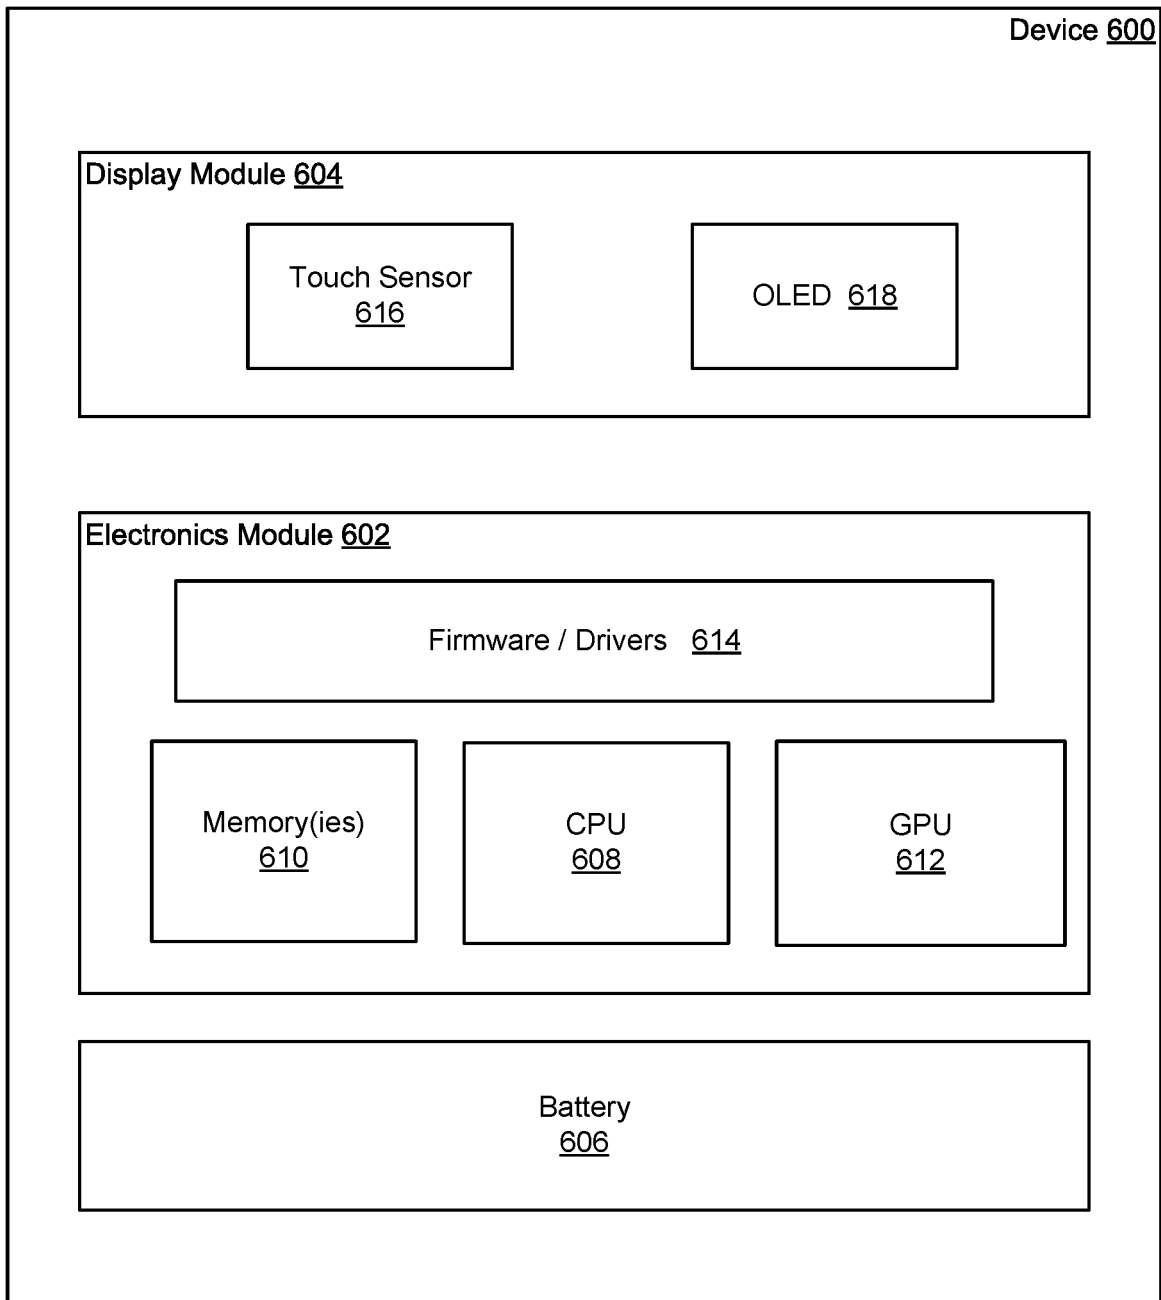 Device 600
Display Module 604
Touch Sensor
616
OLED 618
Electronics Module 602
Firmware / Drivers 614
Memory(ies)
610
CPU
608
GPU
612
Battery
606